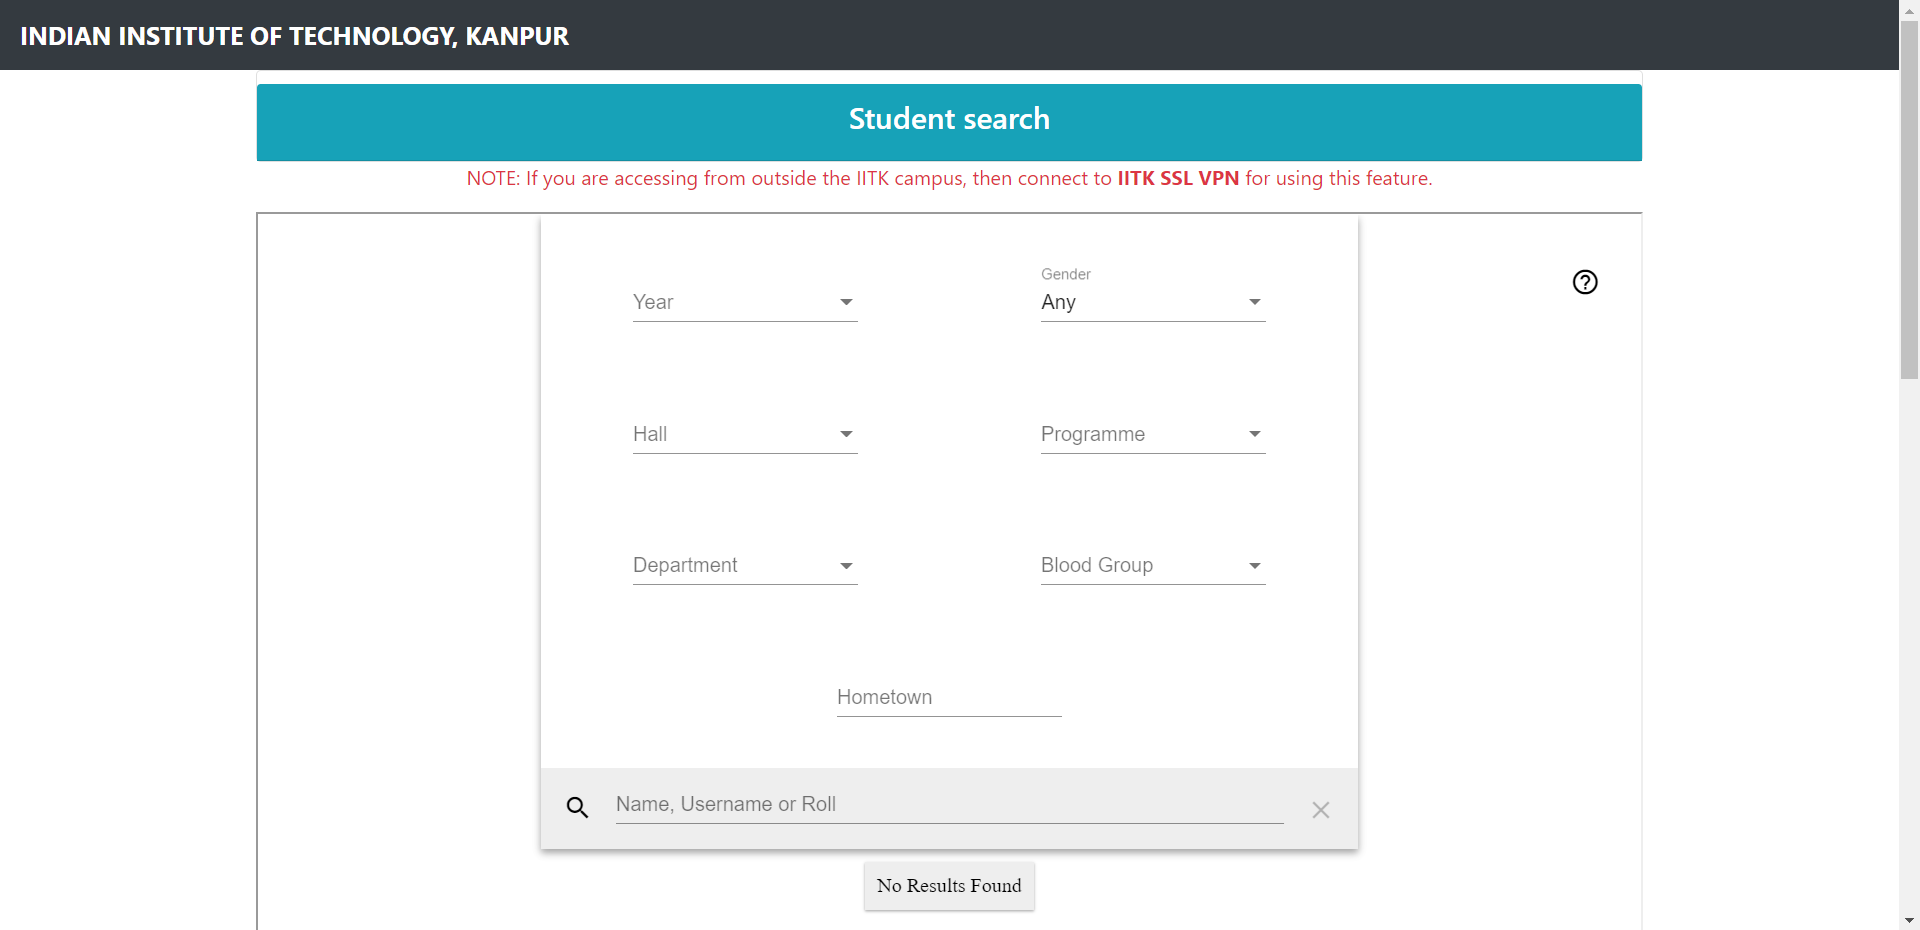 INDIAN INSTITUTE OF TECHNOLOGY, KANPUR
Student search
NOTE: If you are accessing from outside the IITK campus, then connect to IITK SSL VPN for using this feature.
Year
Gender
Any
Hall
Programme
Department
Blood Group
Hometown
Name, Username or Roll
No Results Found